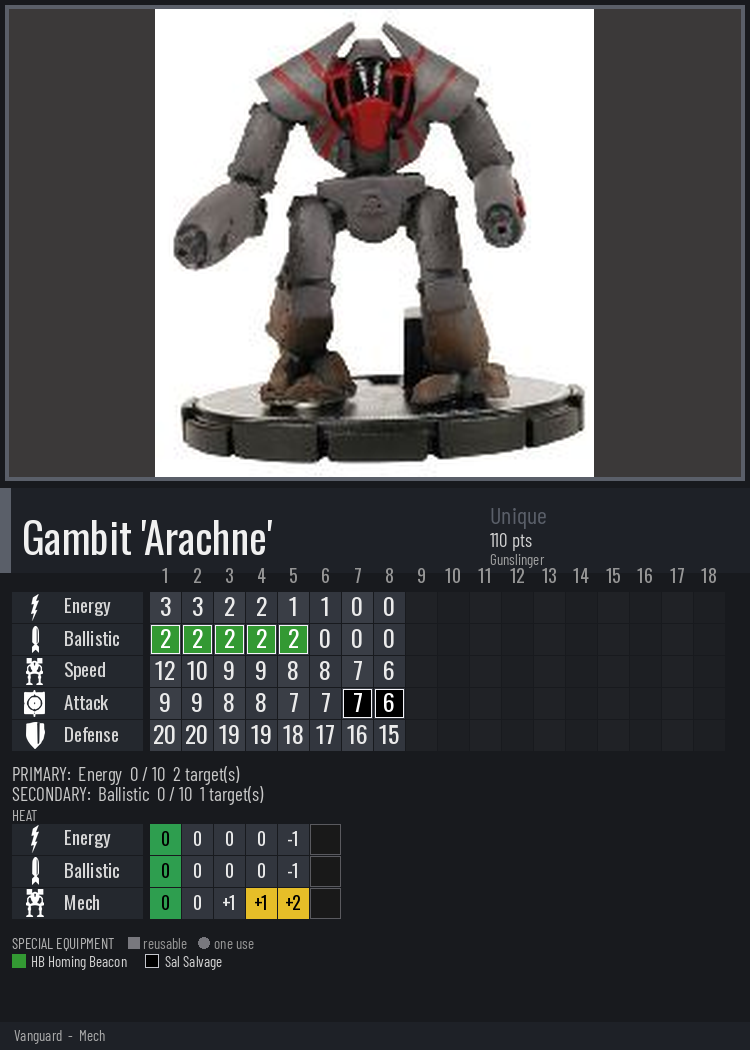 Gambit 'Arachne'
Unique
110 pts
Gunslinger
1 2 3 4 5 6 7 8 9 10 11 12 13 14 15 16 17 18
Energy 3 3 2 2 1 1 0 0
Ballistic 2 2 2 2 2 0 0 0
Speed 12 10 9 9 8 8 7 6
Attack 9 9 8 8 7 7 7 6
Defense 20 20 19 19 18 17 16 15
PRIMARY: Energy 0 / 10 2 target(s)
SECONDARY: Ballistic 0 / 10 1 target(s)
HEAT
Energy 0 0 0 0 -1
Ballistic 0 0 0 0 -1
Mech 0 0 +1 +1 +2
SPECIAL EQUIPMENT reusable one use
HB Homing Beacon Sal Salvage
Vanguard - Mech